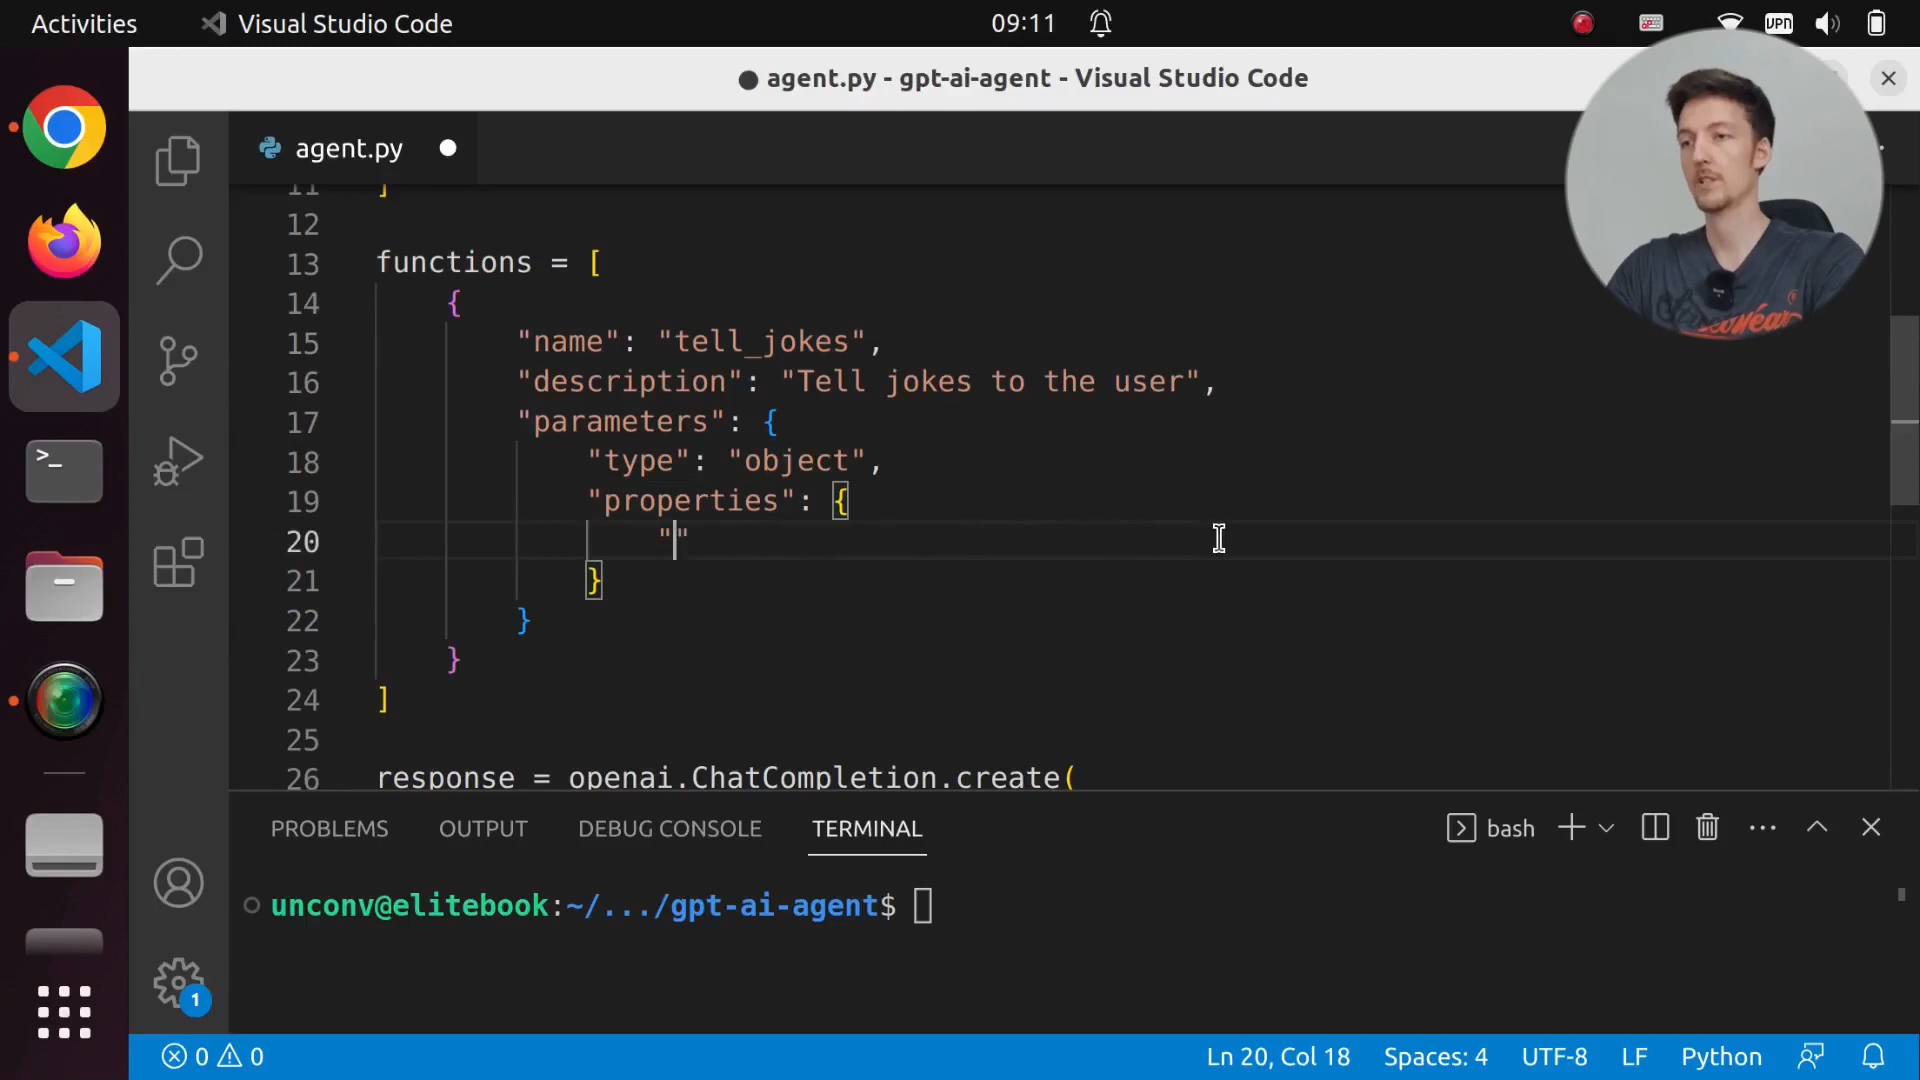 Activities
Visual Studio Code
09:11
VPN
● agent.py - gpt-ai-agent - Visual Studio Code
agent.py
11 ]
12
13 functions = [
14 {
15 "name": "tell_jokes",
16 "description": "Tell jokes to the user",
17 "parameters": {
18 "type": "object",
19 "properties": {
20 ""
21 }
22 }
23 }
24 ]
25
26 response = openai.ChatCompletion.create(
PROBLEMS OUTPUT DEBUG CONSOLE TERMINAL
bash
unconv@elitebook:~/.../gpt-ai-agent$
1
0 0
Ln 20, Col 18 Spaces: 4 UTF-8 LF Python